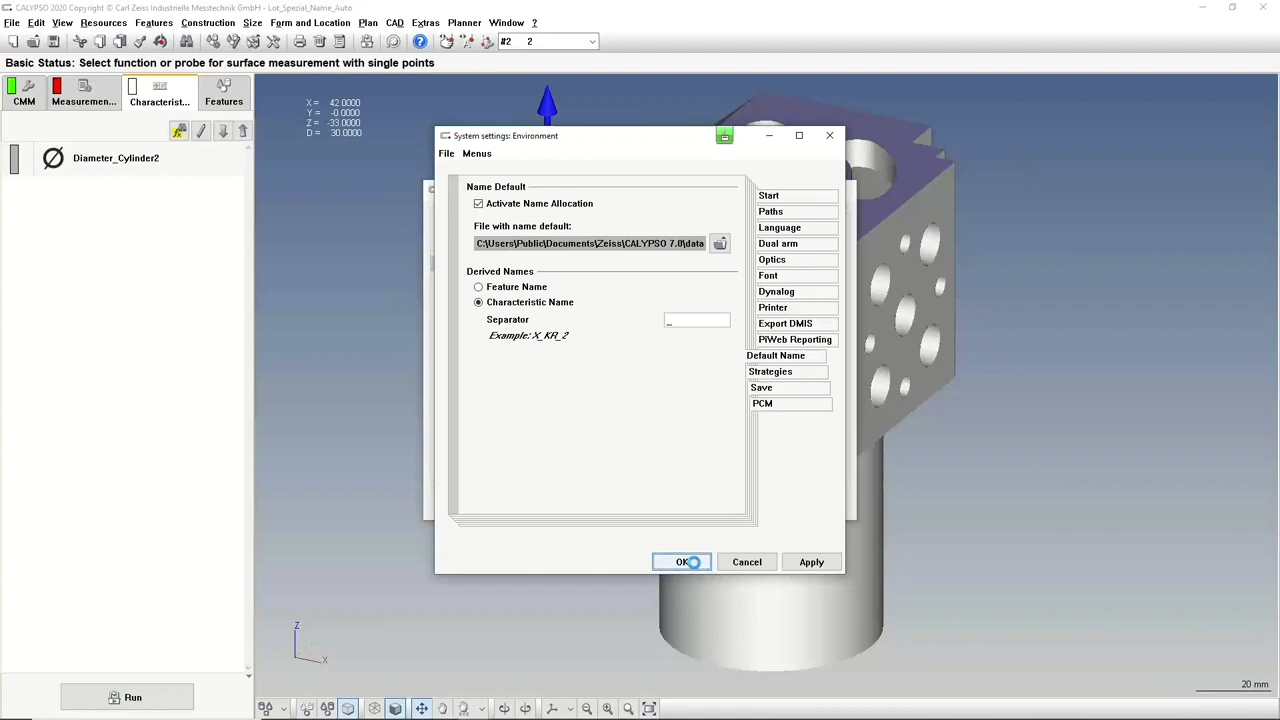 CALYPSO 2020 Copyright © Carl Zeiss Industrielle Messtechnik GmbH - Lot_Spezial_Name_Auto
File Edit View Resources Features Construction Size Form and Location Plan CAD Extras Planner Window ?
#2 2
Basic Status: Select function or probe for surface measurement with single points
CMM Measuremen... Characterist... Features
Diameter_Cylinder2
X = 42.0000
Y = -0.0000
Z = -33.0000
D = 30.0000
System settings: Environment
File Menus
Name Default
Activate Name Allocation
File with name default:
C:\Users\Public\Documents\Zeiss\CALYPSO 7.0\data
Derived Names
Feature Name
Characteristic Name
Separator _
Example: X_KR_2
Start
Paths
Language
Dual arm
Optics
Font
Dynalog
Printer
Export DMIS
PiWeb Reporting
Default Name
Strategies
Save
PCM
OK Cancel Apply
Z
Y
X
20 mm
Run